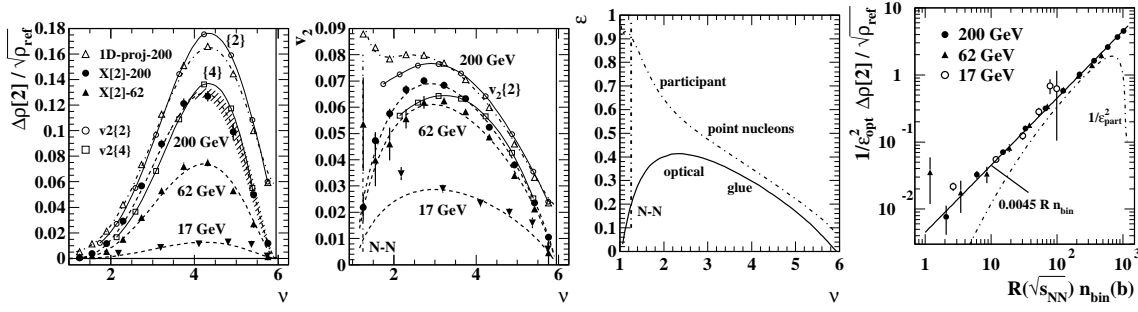 Δρ[2] / √ρref
0.18
0.16
0.14
0.12
0.10
0.08
0.06
0.04
0.02
0.00
1D-proj-200
X[2]-200
X[2]-62
v2{2}
v2{4}
{2}
{4}
200 GeV
62 GeV
17 GeV
2
4
6
ν
v2
0.09
0.08
0.07
0.06
0.05
0.04
0.03
0.02
0.01
0.00
200 GeV
v2{2}
62 GeV
17 GeV
N-N
2
4
6
ν
ε
1
0.9
0.8
0.7
0.6
0.5
0.4
0.3
0.2
0.1
0
participant
point nucleons
optical
glue
N-N
1
2
3
4
5
6
ν
1/ε²opt Δρ[2] / √ρref
10
1
10⁻¹
10⁻²
200 GeV
62 GeV
17 GeV
1/ε²part
0.0045 R nbin
1
10
10²
10³
R(√sNN) nbin(b)